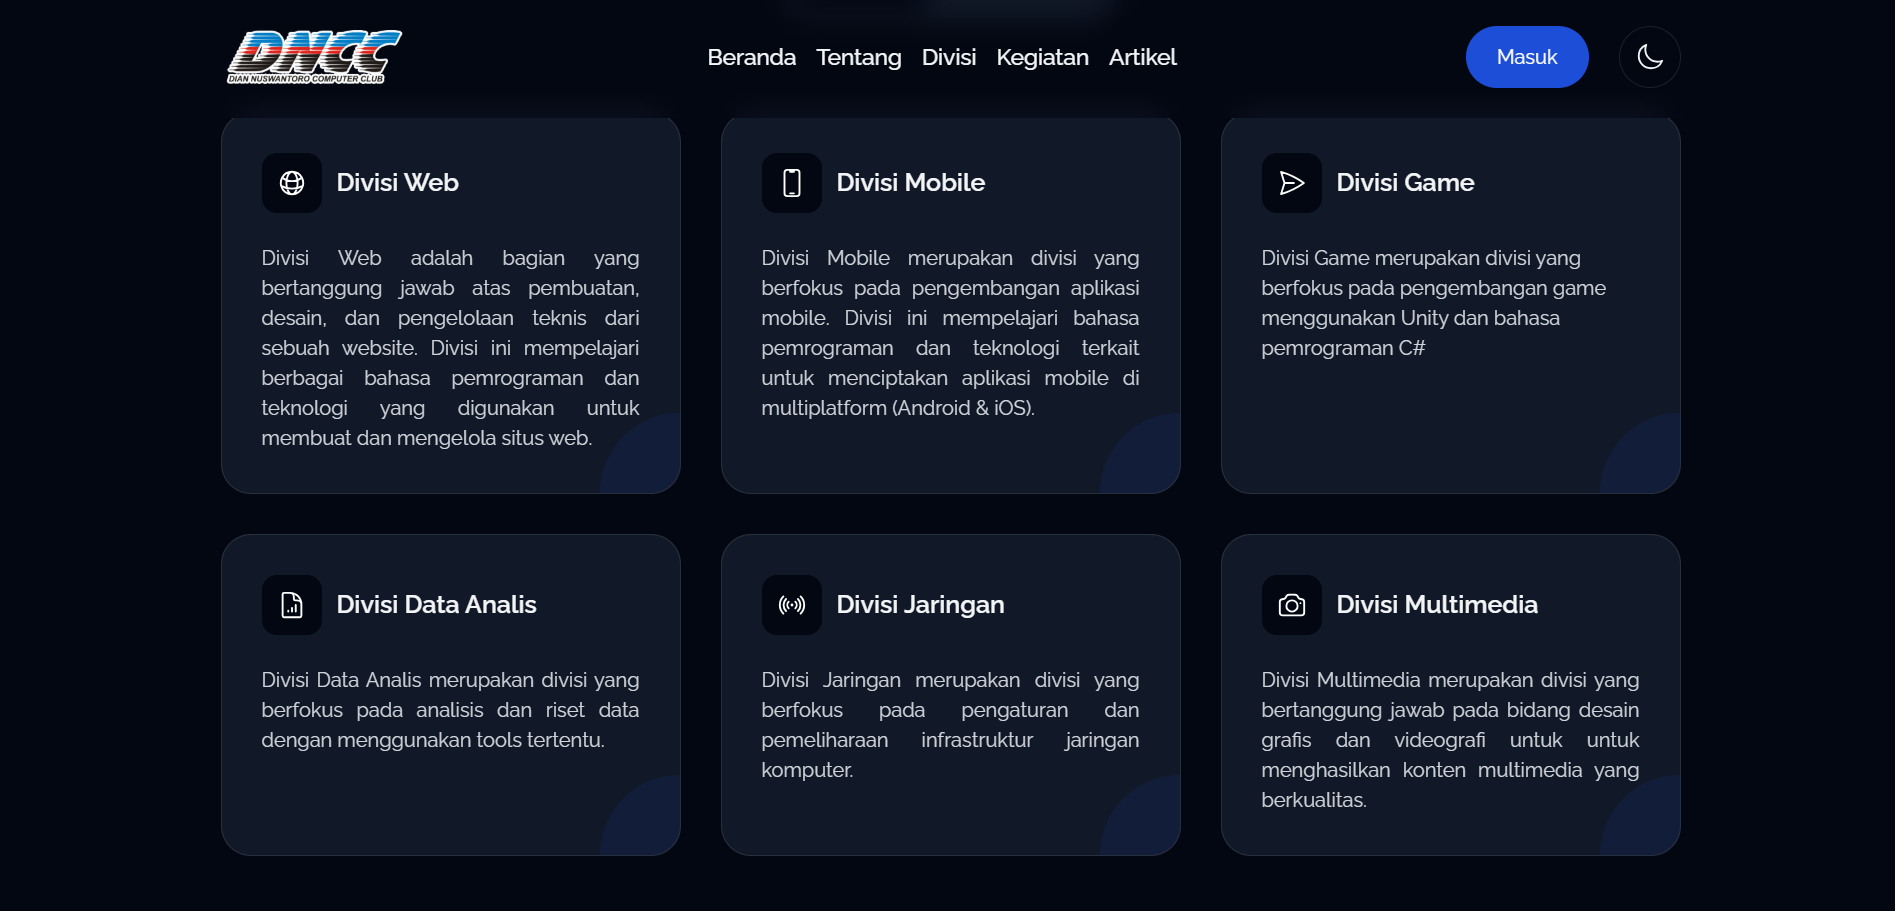 DNCC
DIAN NUSWANTORO COMPUTER CLUB
Beranda Tentang Divisi Kegiatan Artikel
Masuk
Divisi Web
Divisi Web adalah bagian yang
bertanggung jawab atas pembuatan,
desain, dan pengelolaan teknis dari
sebuah website. Divisi ini mempelajari
berbagai bahasa pemrograman dan
teknologi yang digunakan untuk
membuat dan mengelola situs web.
Divisi Mobile
Divisi Mobile merupakan divisi yang
berfokus pada pengembangan aplikasi
mobile. Divisi ini mempelajari bahasa
pemrograman dan teknologi terkait
untuk menciptakan aplikasi mobile di
multiplatform (Android & iOS).
Divisi Game
Divisi Game merupakan divisi yang
berfokus pada pengembangan game
menggunakan Unity dan bahasa
pemrograman C#
Divisi Data Analis
Divisi Data Analis merupakan divisi yang
berfokus pada analisis dan riset data
dengan menggunakan tools tertentu.
Divisi Jaringan
Divisi Jaringan merupakan divisi yang
berfokus pada pengaturan dan
pemeliharaan infrastruktur jaringan
komputer.
Divisi Multimedia
Divisi Multimedia merupakan divisi yang
bertanggung jawab pada bidang desain
grafis dan videografi untuk untuk
menghasilkan konten multimedia yang
berkualitas.